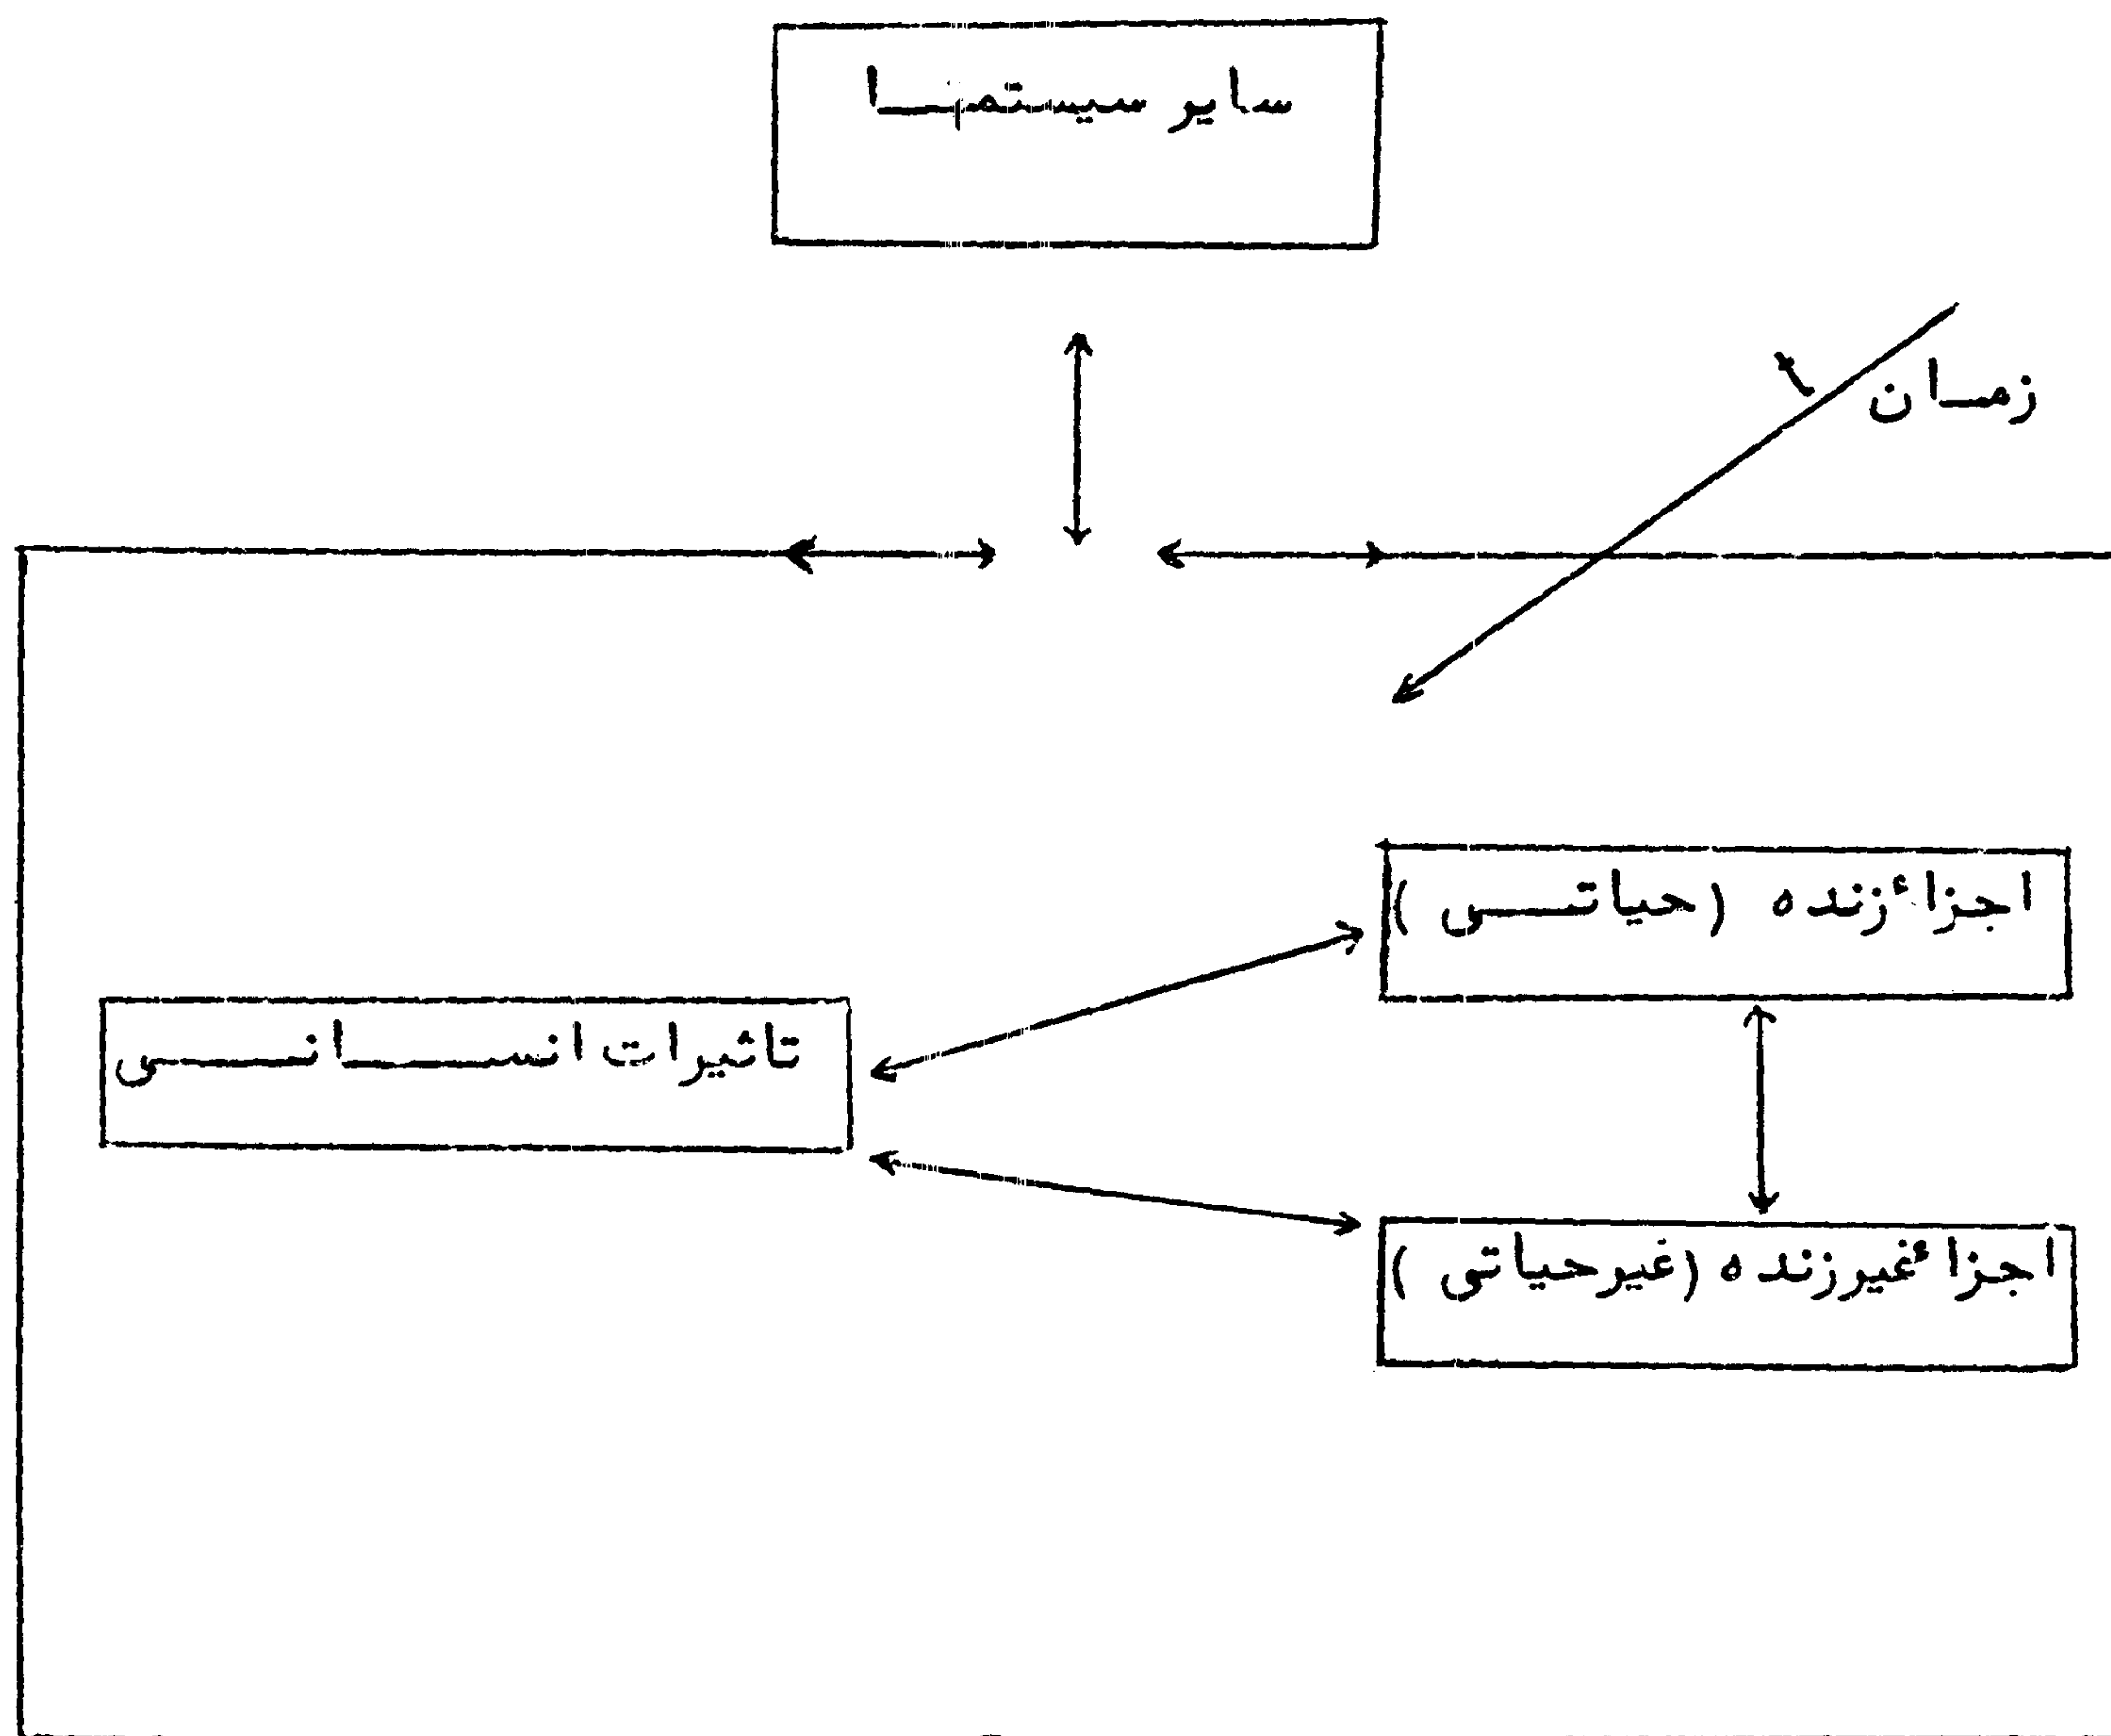 سایر سیستمها
زمان
اجزاء زنده (حیاتی)
تاثیرات انسانی
اجزاء غیرزنده (غیرحیاتی)